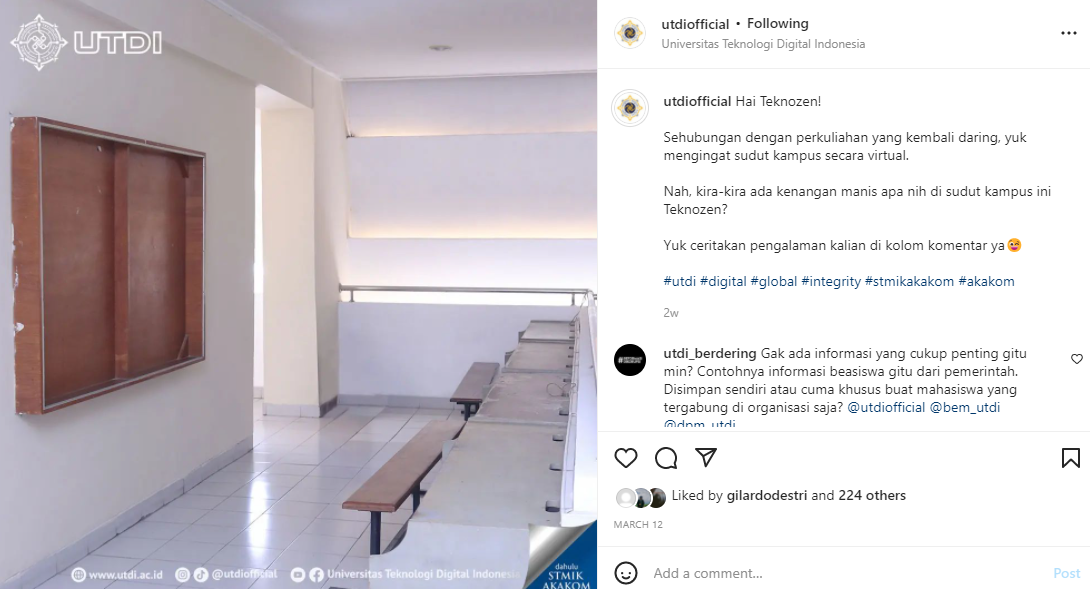 UTDI
www.utdi.ac.id @utdiofficial Universitas Teknologi Digital Indonesia
dahulu
STMIK
AKAKOM
utdiofficial • Following
Universitas Teknologi Digital Indonesia
utdiofficial Hai Teknozen!
Sehubungan dengan perkuliahan yang kembali daring, yuk
mengingat sudut kampus secara virtual.
Nah, kira-kira ada kenangan manis apa nih di sudut kampus ini
Teknozen?
Yuk ceritakan pengalaman kalian di kolom komentar ya😜
#utdi #digital #global #integrity #stmikakakom #akakom
2w
utdi_berdering Gak ada informasi yang cukup penting gitu
min? Contohnya informasi beasiswa gitu dari pemerintah.
Disimpan sendiri atau cuma khusus buat mahasiswa yang
tergabung di organisasi saja? @utdiofficial @bem_utdi
@dpm_utdi
Liked by gilardodestri and 224 others
MARCH 12
Add a comment...
Post